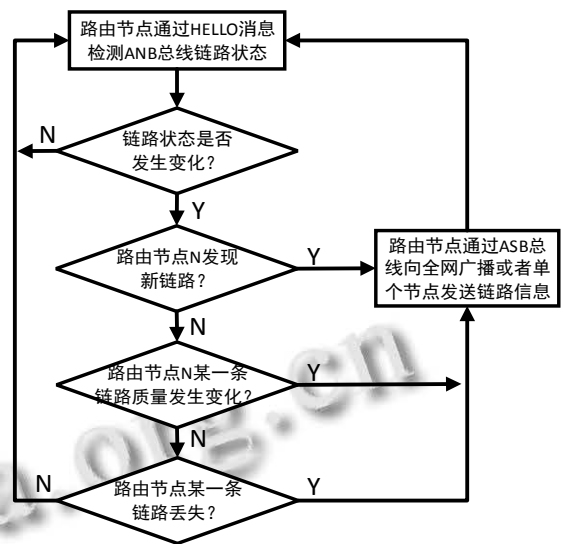 路由节点通过HELLO消息
检测ANB总线链路状态
N
链路状态是否
发生变化？
Y
路由节点N发现
新链路？
Y
路由节点通过ASB总
线向全网广播或者单
个节点发送链路信息
N
路由节点N某一条
链路质量发生变化？
Y
N
N
路由节点某一条
链路丢失？
Y
a.org.cn